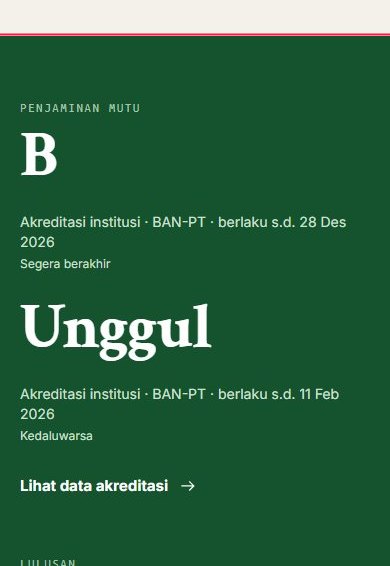 PENJAMINAN MUTU
B
Akreditasi institusi · BAN-PT · berlaku s.d. 28 Des
2026
Segera berakhir
Unggul
Akreditasi institusi · BAN-PT · berlaku s.d. 11 Feb
2026
Kedaluwarsa
Lihat data akreditasi →
LULUSAN